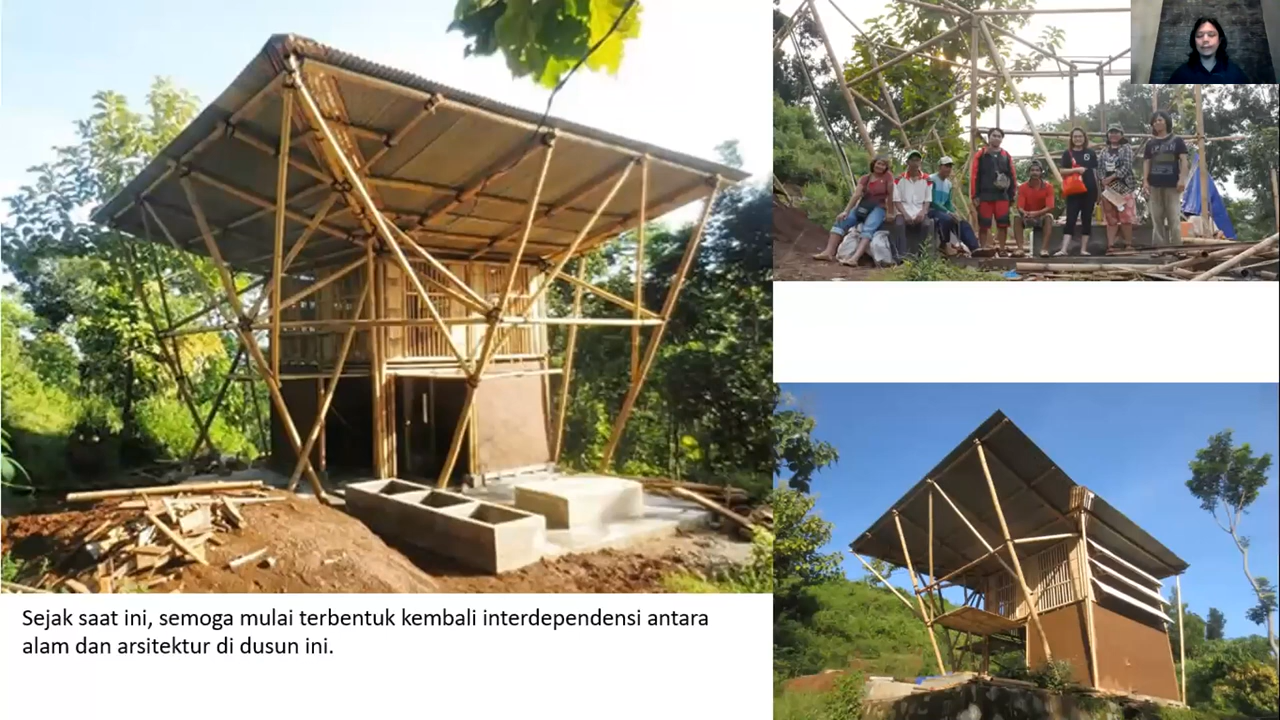 Sejak saat ini, semoga mulai terbentuk kembali interdependensi antara
alam dan arsitektur di dusun ini.